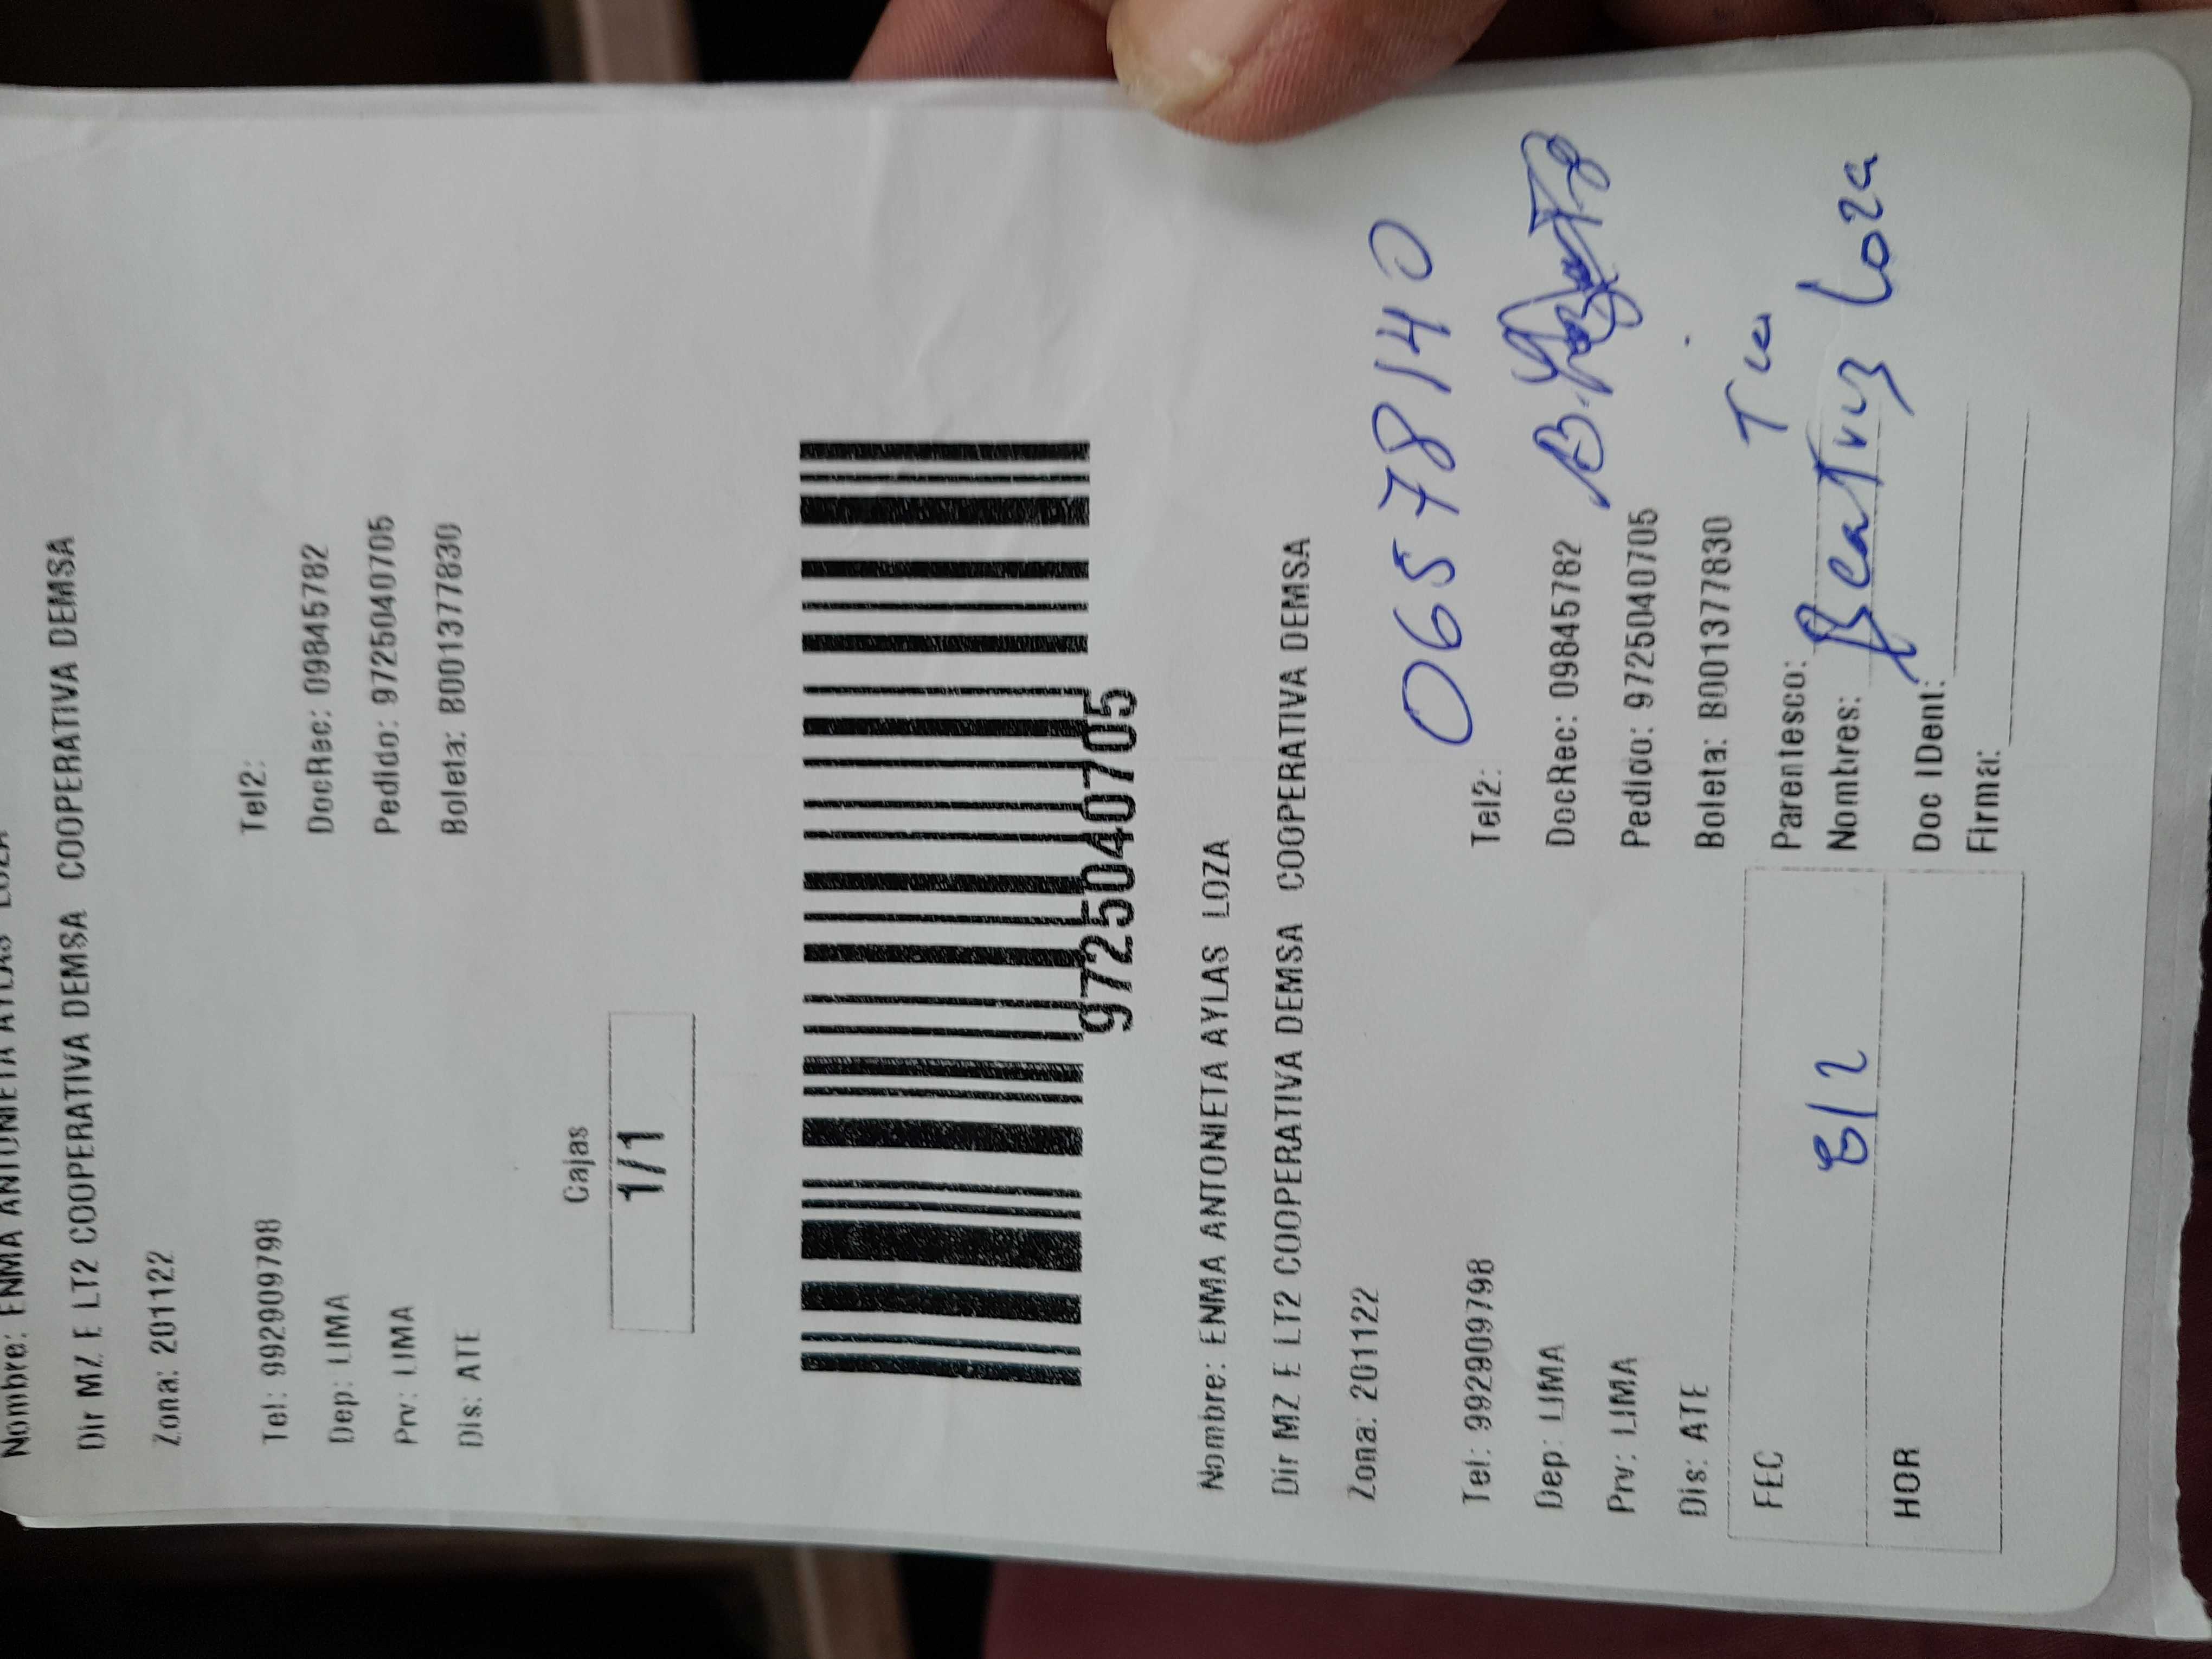 Nombre: ENMA ANTONIETA AYLAS LOZA
Dir MZ E LT2 COOPERATIVA DEMSA COOPERATIVA DEMSA
Zona: 201122
Tel: 992909798 Tel2:
Dep: LIMA DocRec: 09845782
Prv: LIMA Pedido: 9725040705
Dis: ATE Boleta: B001377830
Cajas
1/1
9725040705
Nombre: ENMA ANTONIETA AYLAS LOZA
Dir MZ E LT2 COOPERATIVA DEMSA COOPERATIVA DEMSA
Zona: 201122
06578140
Tel: 992909798 Tel2:
Dep: LIMA DocRec: 09845782
Prv: LIMA Pedido: 9725040705
Dis: ATE Boleta: B001377830
FEC Parentesco: Tia
8/2 Nombres: Beatriz Loza
HOR Doc IDent:
Firma: